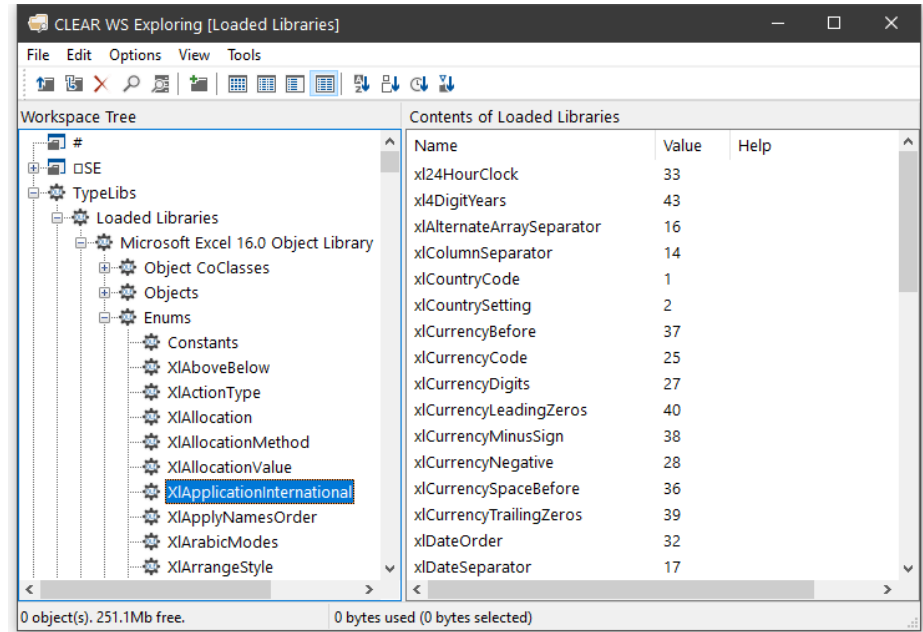 CLEAR WS Exploring [Loaded Libraries]
File Edit Options View Tools
Workspace Tree
#
⎕SE
TypeLibs
Loaded Libraries
Microsoft Excel 16.0 Object Library
Object CoClasses
Objects
Enums
Constants
XlAboveBelow
XlActionType
XlAllocation
XlAllocationMethod
XlAllocationValue
XlApplicationInternational
XlApplyNamesOrder
XlArabicModes
XlArrangeStyle
Contents of Loaded Libraries
Name Value Help
xl24HourClock 33
xl4DigitYears 43
xlAlternateArraySeparator 16
xlColumnSeparator 14
xlCountryCode 1
xlCountrySetting 2
xlCurrencyBefore 37
xlCurrencyCode 25
xlCurrencyDigits 27
xlCurrencyLeadingZeros 40
xlCurrencyMinusSign 38
xlCurrencyNegative 28
xlCurrencySpaceBefore 36
xlCurrencyTrailingZeros 39
xlDateOrder 32
xlDateSeparator 17
0 object(s). 251.1Mb free. 0 bytes used (0 bytes selected)